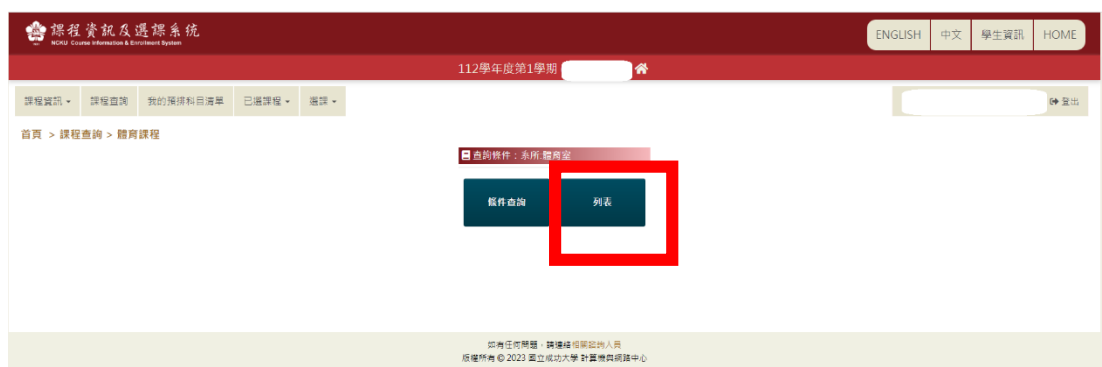 課程資訊及選課系統
NCKU Course Information & Enrollment System
ENGLISH 中文 學生資訊 HOME
112學年度第1學期
課程資訊 課程查詢 我的預排科目清單 已選課程 選課
登出
首頁 > 課程查詢 > 體育課程
查詢條件：系所:體育室
條件查詢 列表
如有任何問題，請連絡相關諮詢人員
版權所有 © 2023 國立成功大學 計算機與網路中心